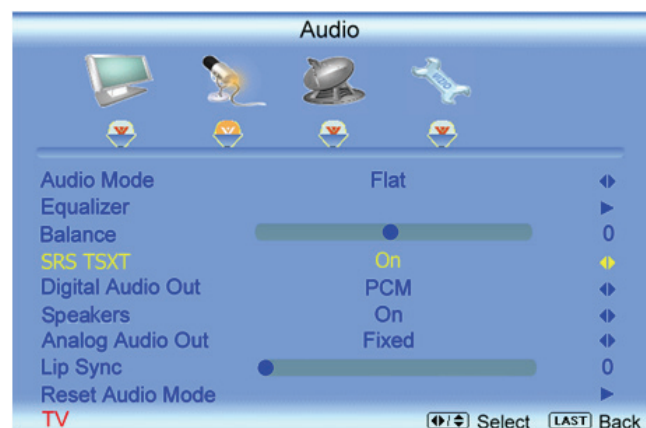 Audio
VIZIO
Audio Mode Flat
Equalizer
Balance 0
SRS TSXT On
Digital Audio Out PCM
Speakers On
Analog Audio Out Fixed
Lip Sync 0
Reset Audio Mode
TV Select LAST Back